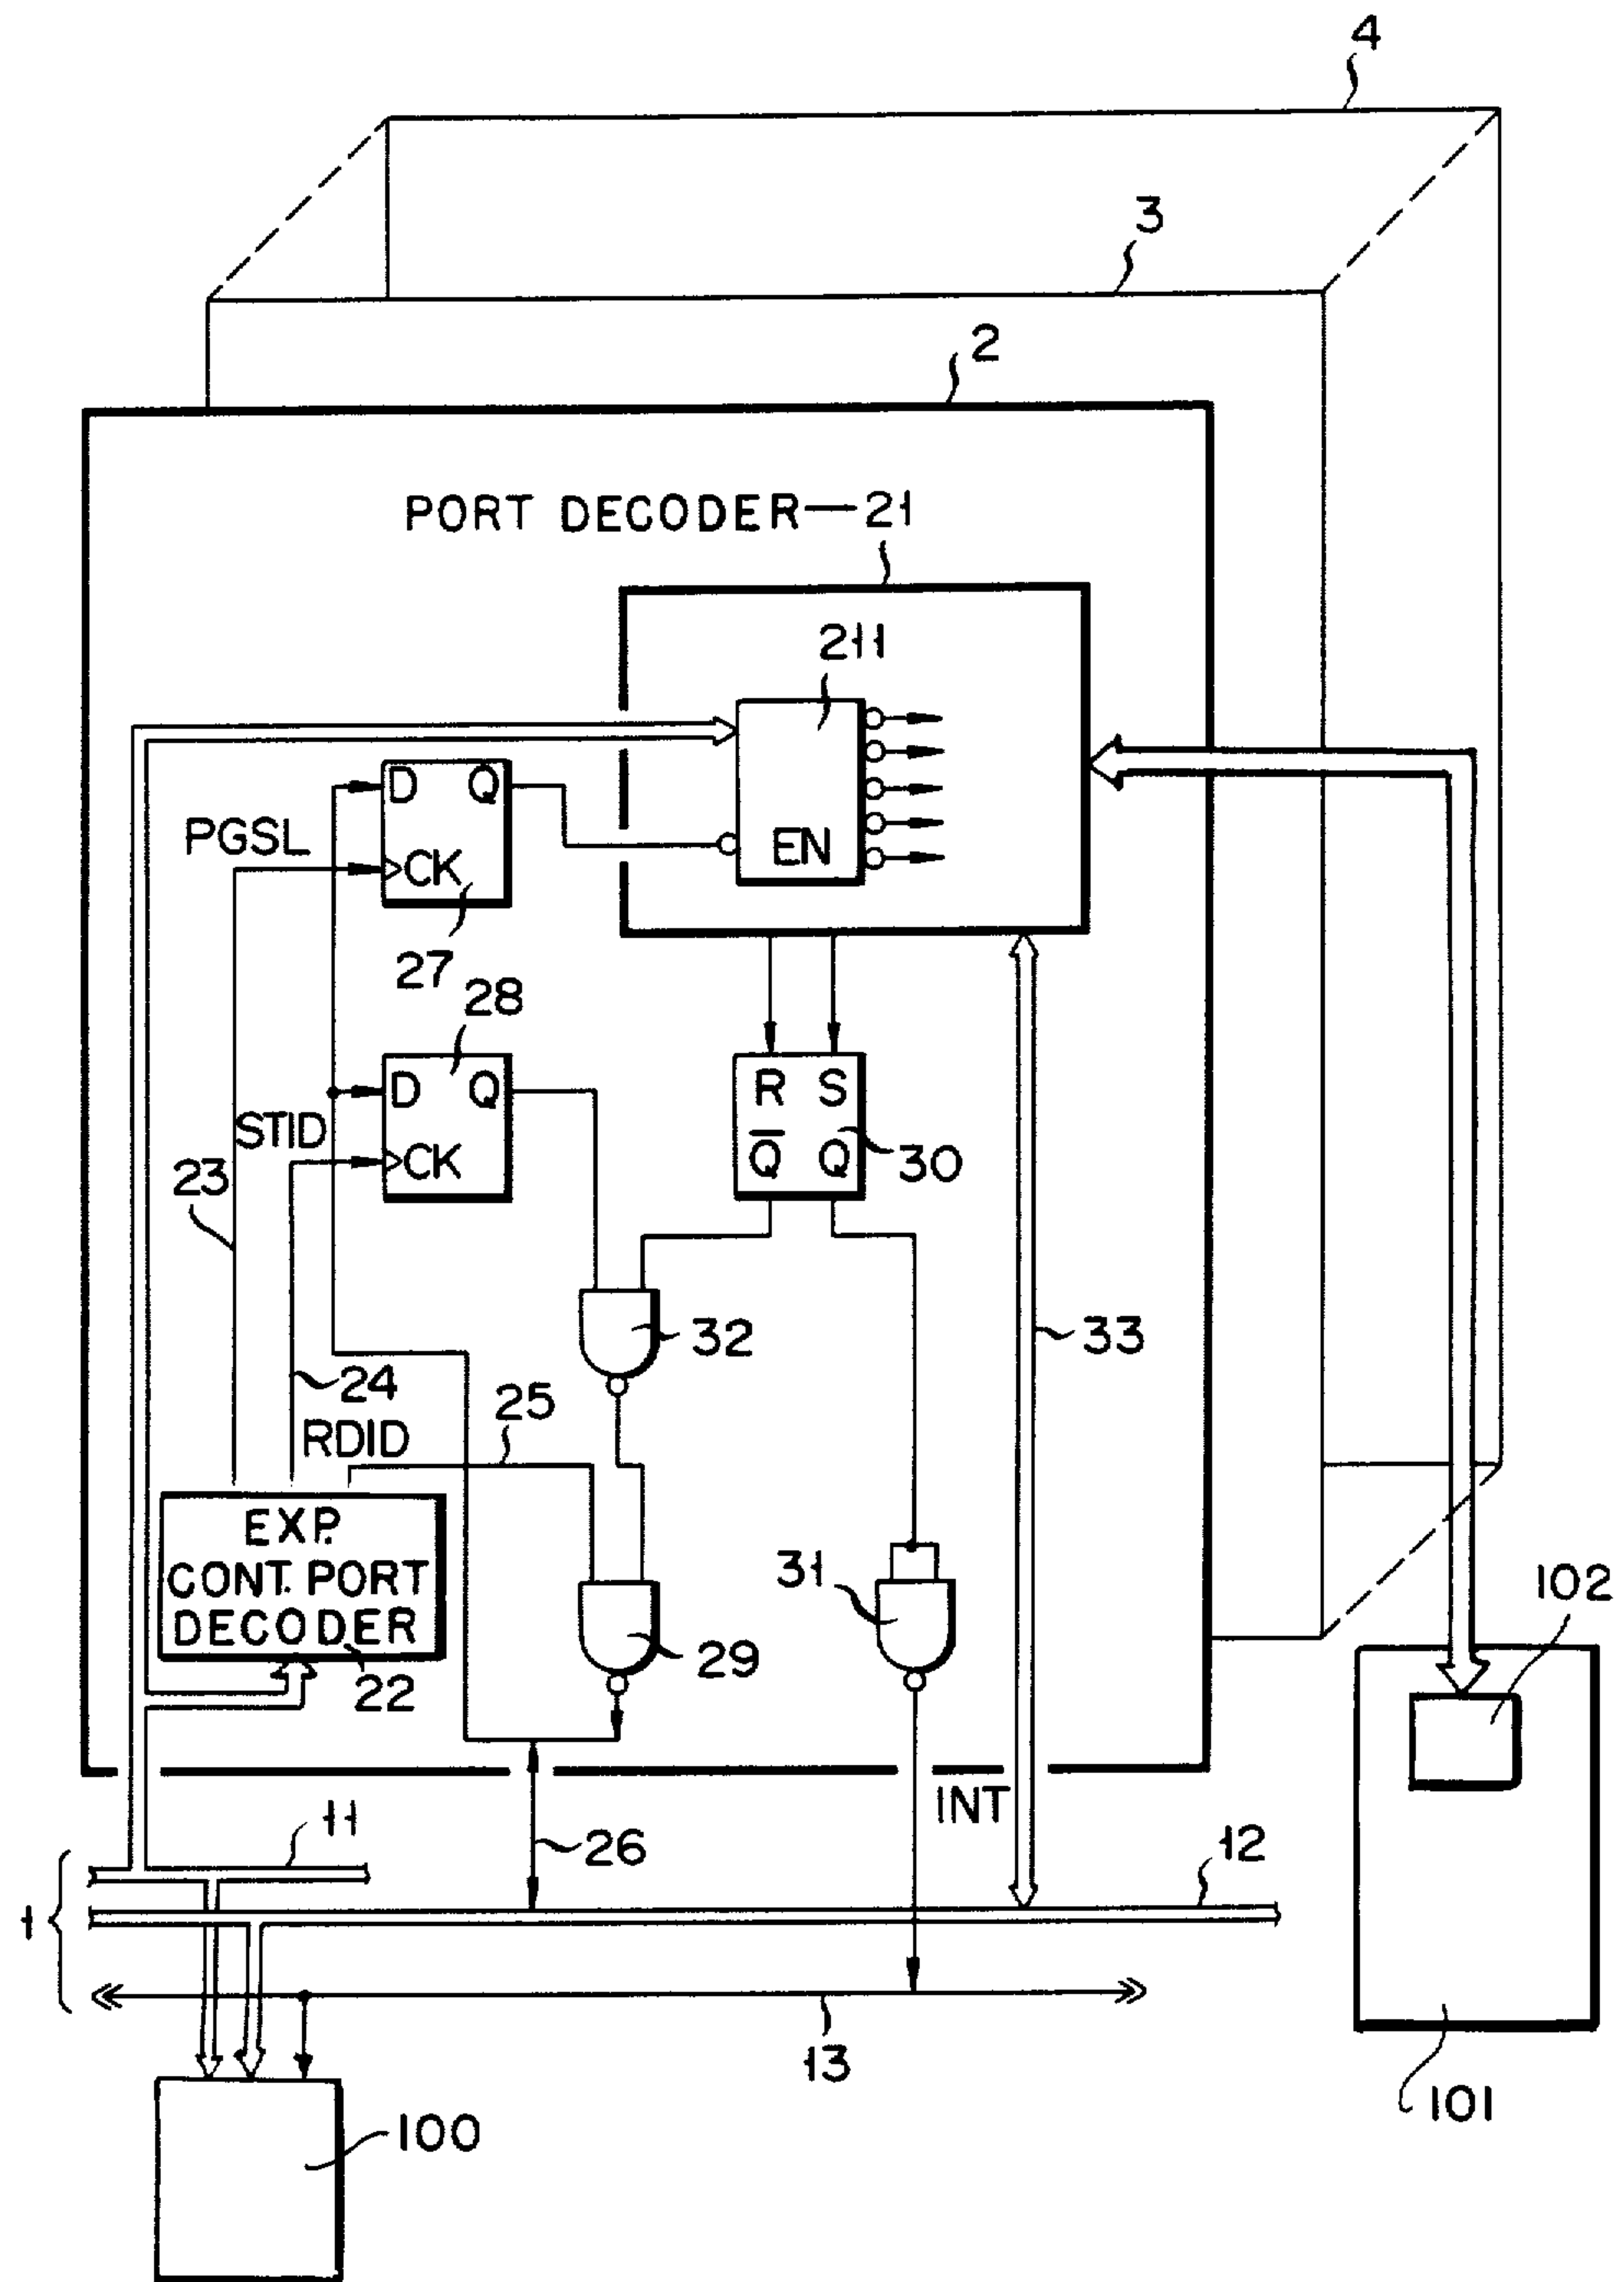 4
3
2
PORT DECODER—21
211
D Q
PGSL
EN
CK
27
28
D Q
R S
STID
Q̅ Q
30
CK
23
32
33
24
25
RDID
EXP.
CONT. PORT
DECODER
31
102
29
22
INT
11
26
12
1
13
101
100